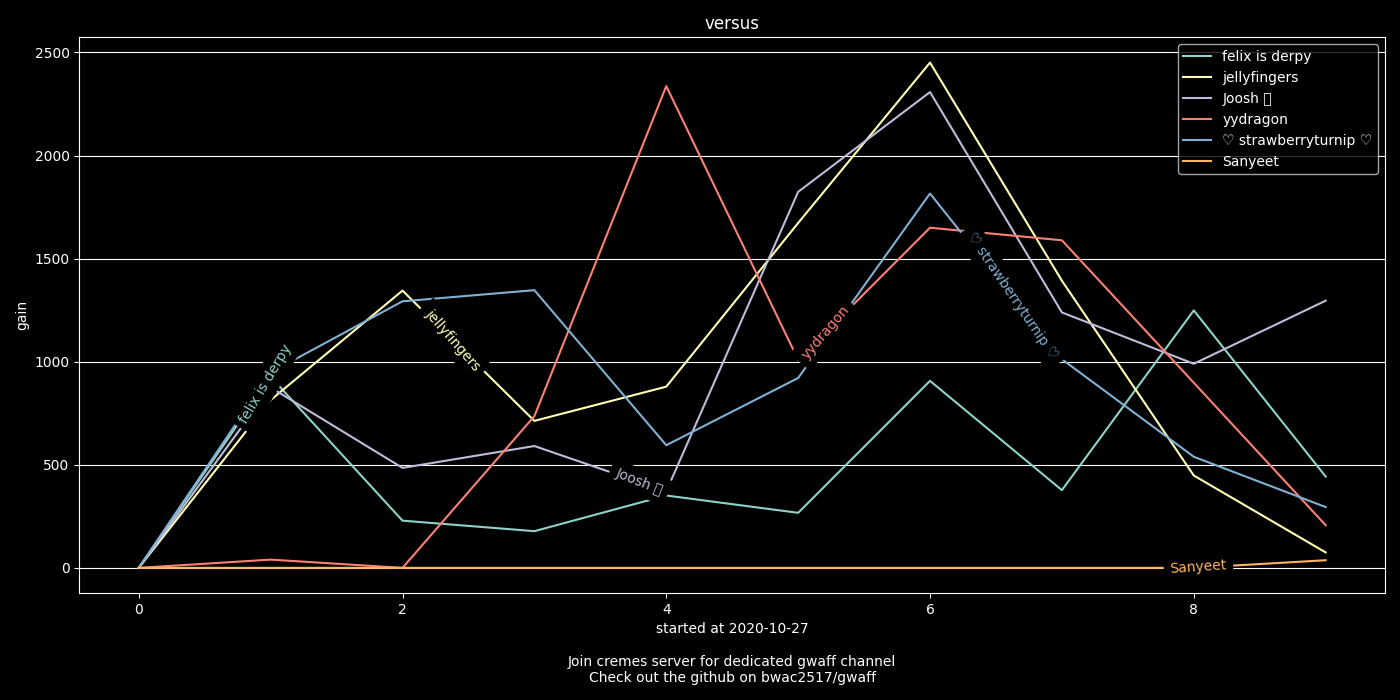 versus
2500
2000
1500
1000
500
0
gain
felix is derpy
jellyfingers
Joosh
yydragon
♡ strawberryturnip ♡
Sanyeet
felix is derpy
jellyfingers
Joosh
yydragon
♡ strawberryturnip ♡
Sanyeet
0 2 4 6 8
started at 2020-10-27
Join cremes server for dedicated gwaff channel
Check out the github on bwac2517/gwaff